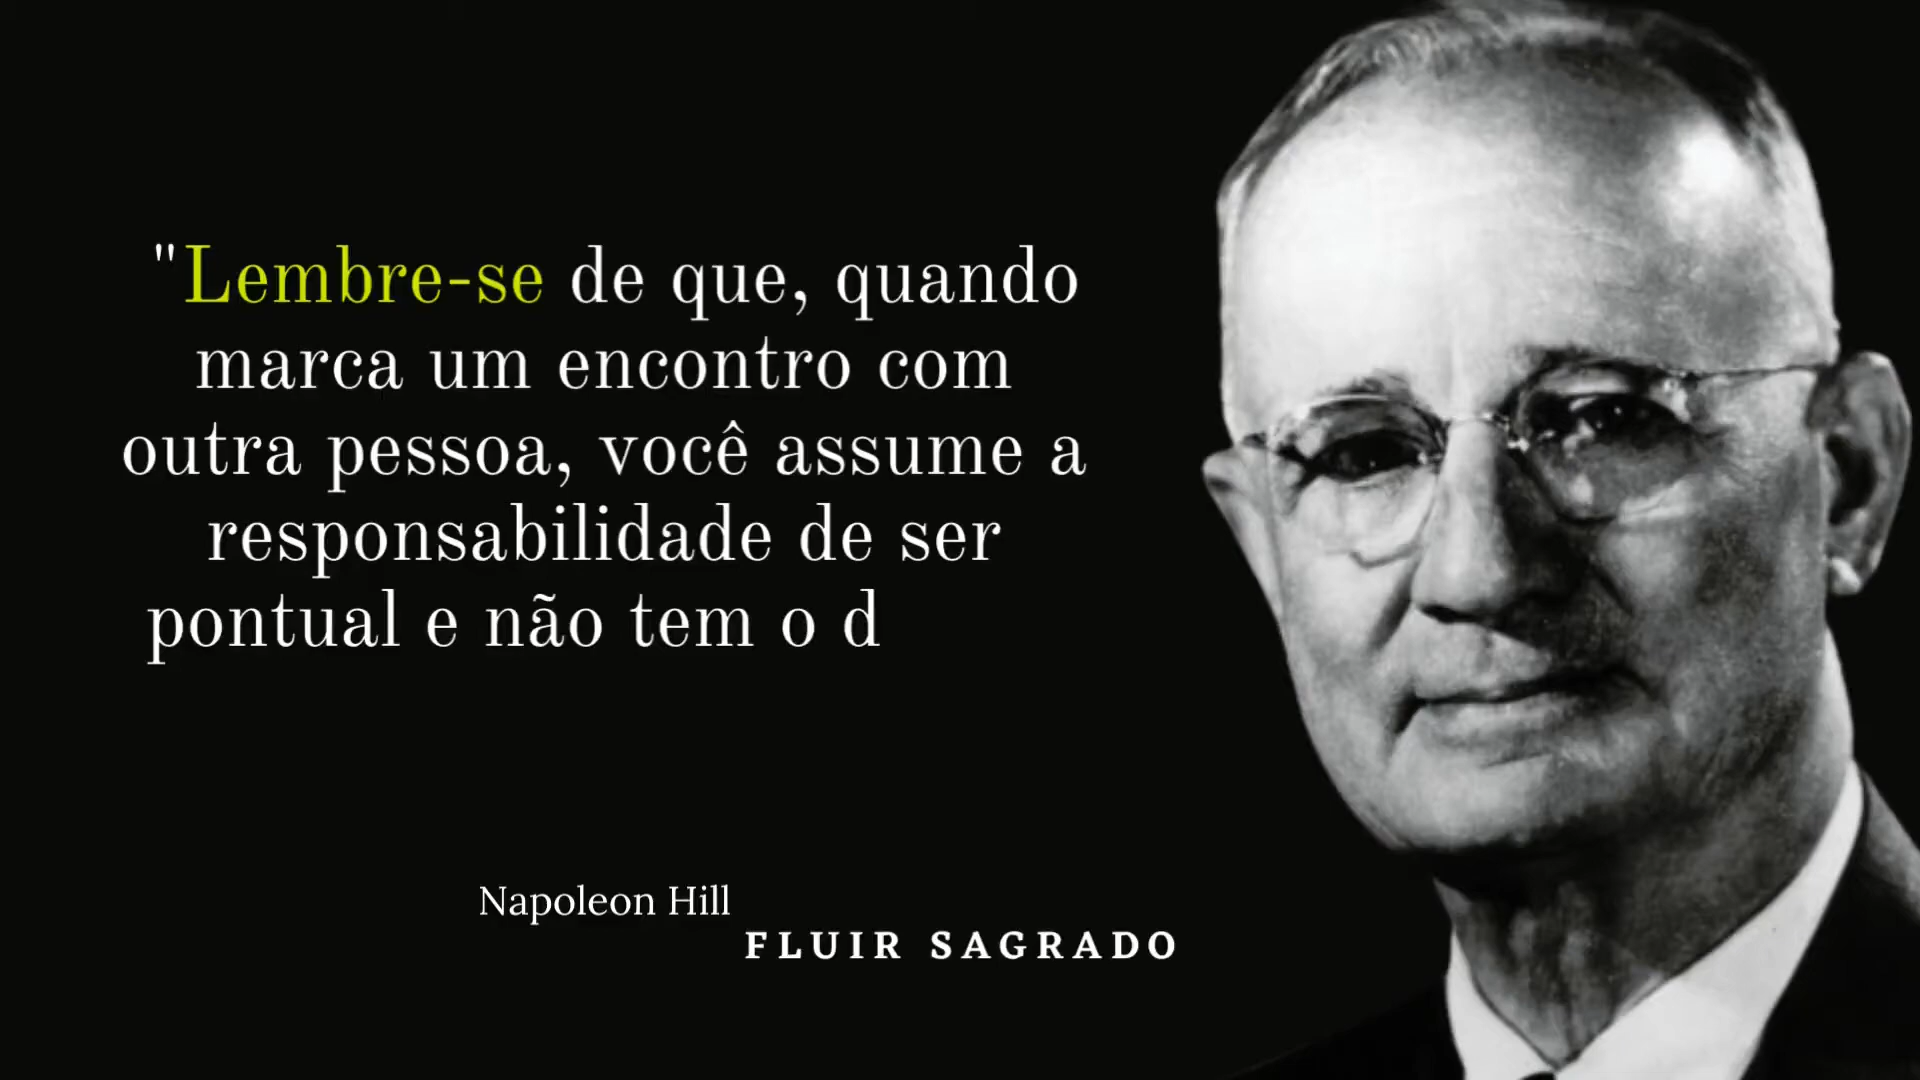 "Lembre-se de que, quando
marca um encontro com
outra pessoa, você assume a
responsabilidade de ser
pontual e não tem o d
Napoleon Hill
FLUIR SAGRADO